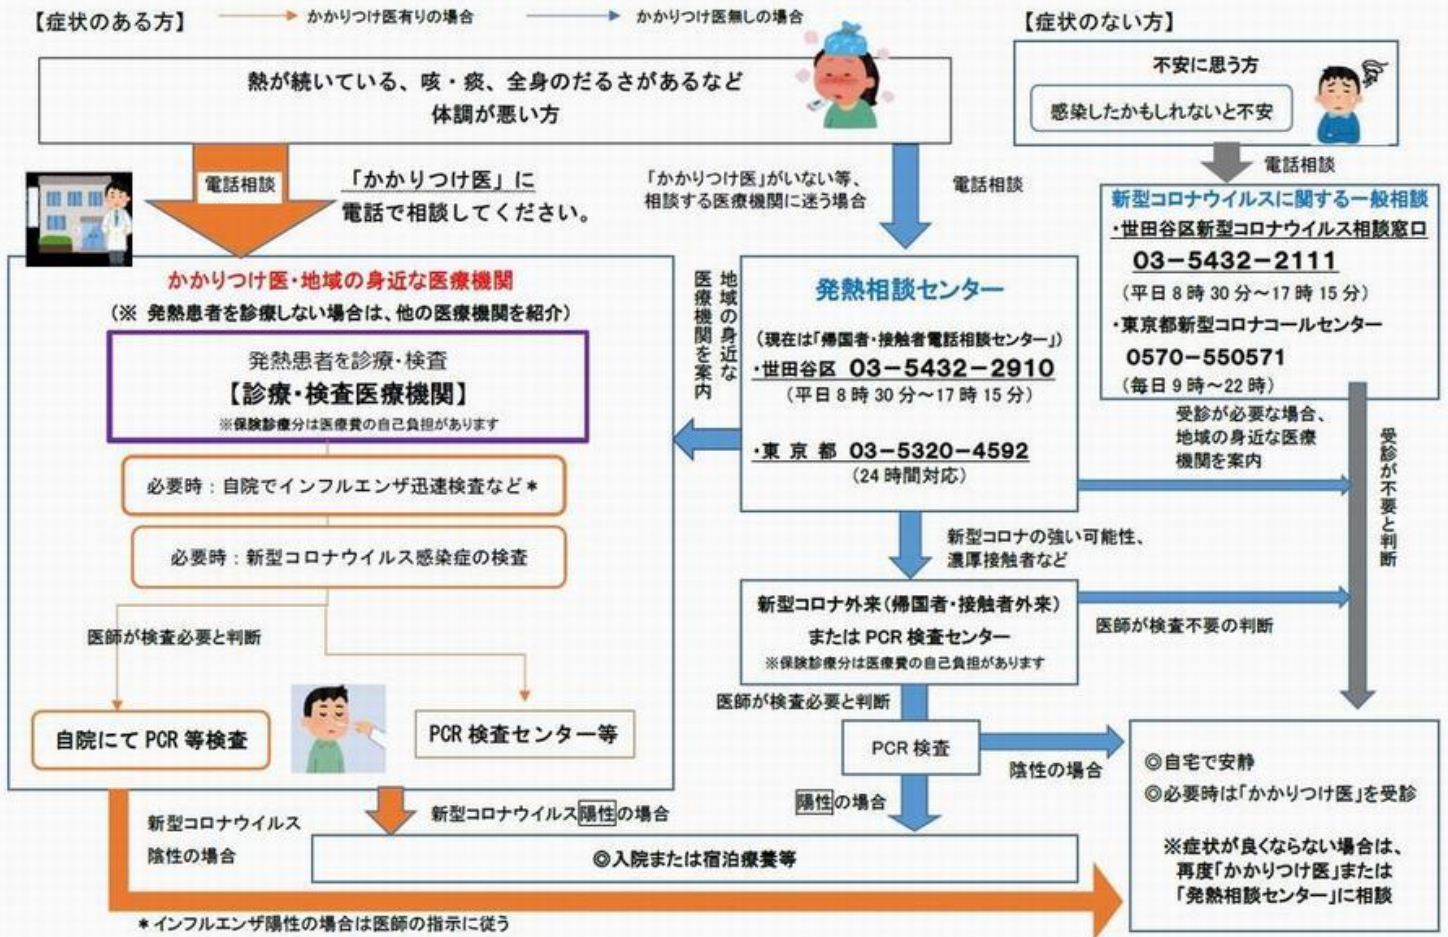 【症状のある方】
かかりつけ医有りの場合
かかりつけ医無しの場合
【症状のない方】
熱が続いている、咳・痰、全身のだるさがあるなど
体調が悪い方
不安に思う方
感染したかもしれないと不安
電話相談
「かかりつけ医」に
電話で相談してください。
「かかりつけ医」がいない等、
相談する医療機関に迷う場合
電話相談
電話相談
新型コロナウイルスに関する一般相談
・世田谷区新型コロナウイルス相談窓口
03-5432-2111
(平日8時30分～17時15分)
・東京都新型コロナコールセンター
0570-550571
(毎日9時～22時)
かかりつけ医・地域の身近な医療機関
(※ 発熱患者を診療しない場合は、他の医療機関を紹介)
発熱患者を診療・検査
【診療・検査医療機関】
※保険診療分は医療費の自己負担があります
必要時：自院でインフルエンザ迅速検査など＊
必要時：新型コロナウイルス感染症の検査
医師が検査必要と判断
自院にて PCR 等検査
PCR 検査センター等
地域の身近な
医療機関を案内
発熱相談センター
(現在は「帰国者・接触者電話相談センター」)
・世田谷区 03-5432-2910
(平日8時30分～17時15分)
・東 京 都 03-5320-4592
(24時間対応)
受診が必要な場合、
地域の身近な医療
機関を案内
受診が不要と判断
新型コロナの強い可能性、
濃厚接触者など
新型コロナ外来(帰国者・接触者外来)
または PCR 検査センター
※保険診療分は医療費の自己負担があります
医師が検査不要の判断
医師が検査必要と判断
PCR 検査
陰性の場合
陽性の場合
新型コロナウイルス
陰性の場合
新型コロナウイルス陽性の場合
◎入院または宿泊療養等
◎自宅で安静
◎必要時は「かかりつけ医」を受診
※症状が良くならない場合は、
再度「かかりつけ医」または
「発熱相談センター」に相談
＊インフルエンザ陽性の場合は医師の指示に従う